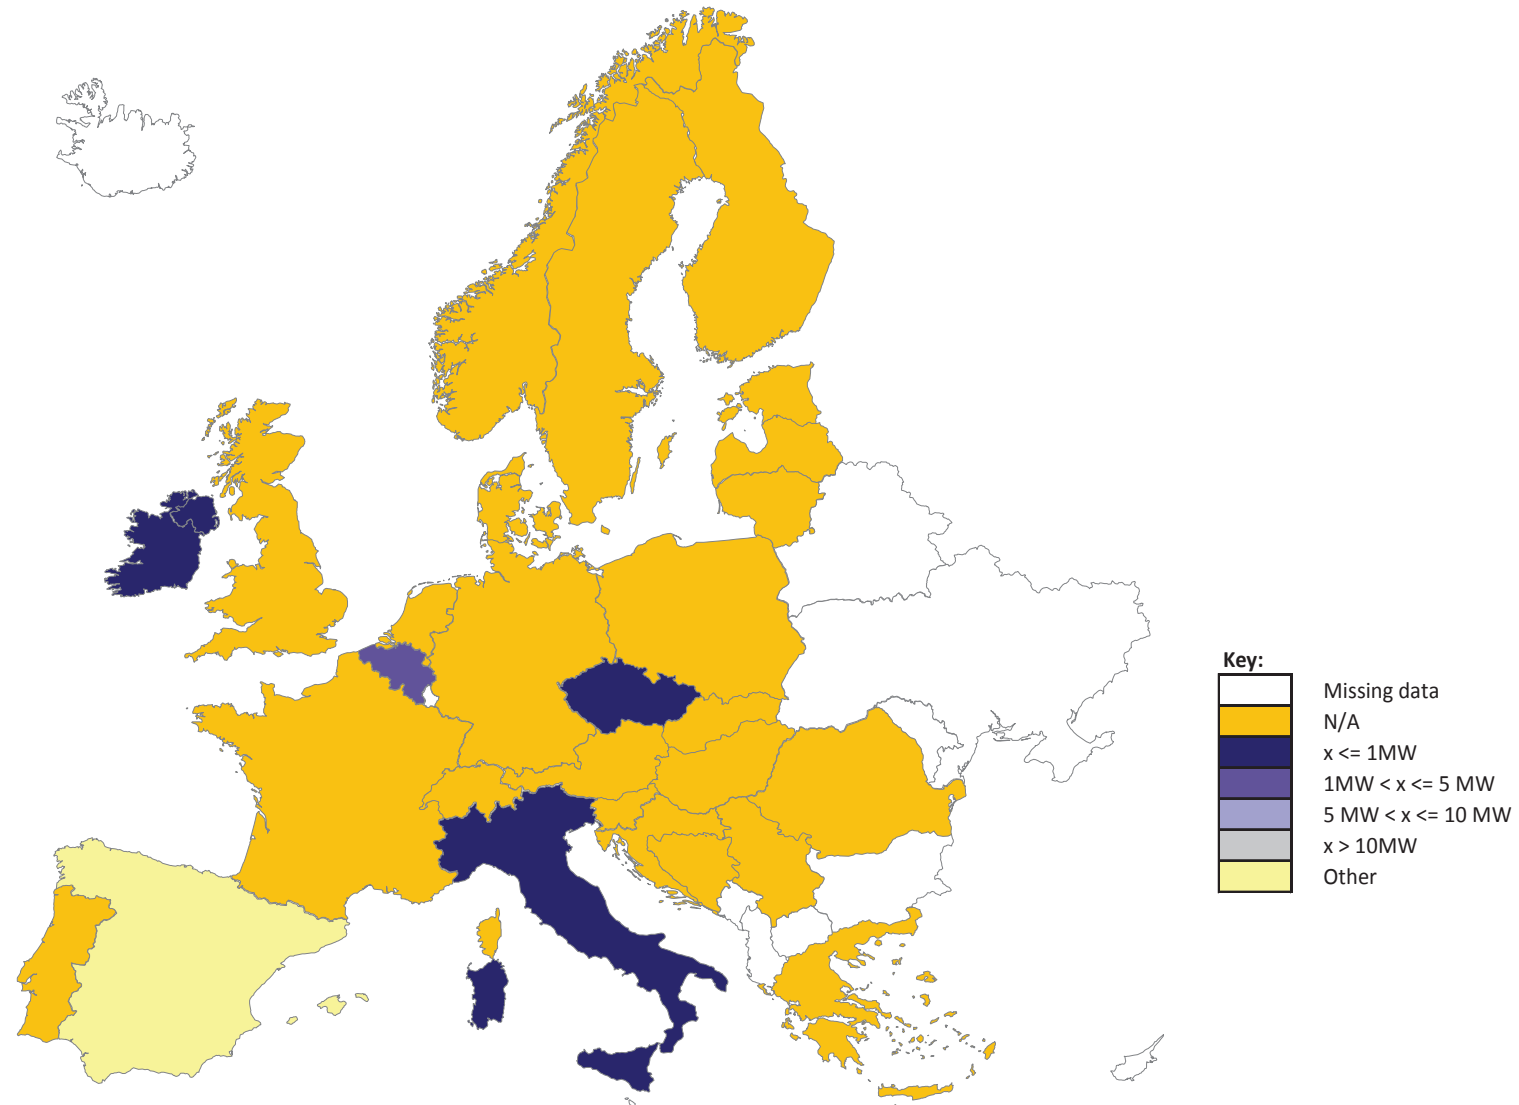 Key:
Missing data
N/A
x <= 1MW
1MW < x <= 5 MW
5 MW < x <= 10 MW
x > 10MW
Other